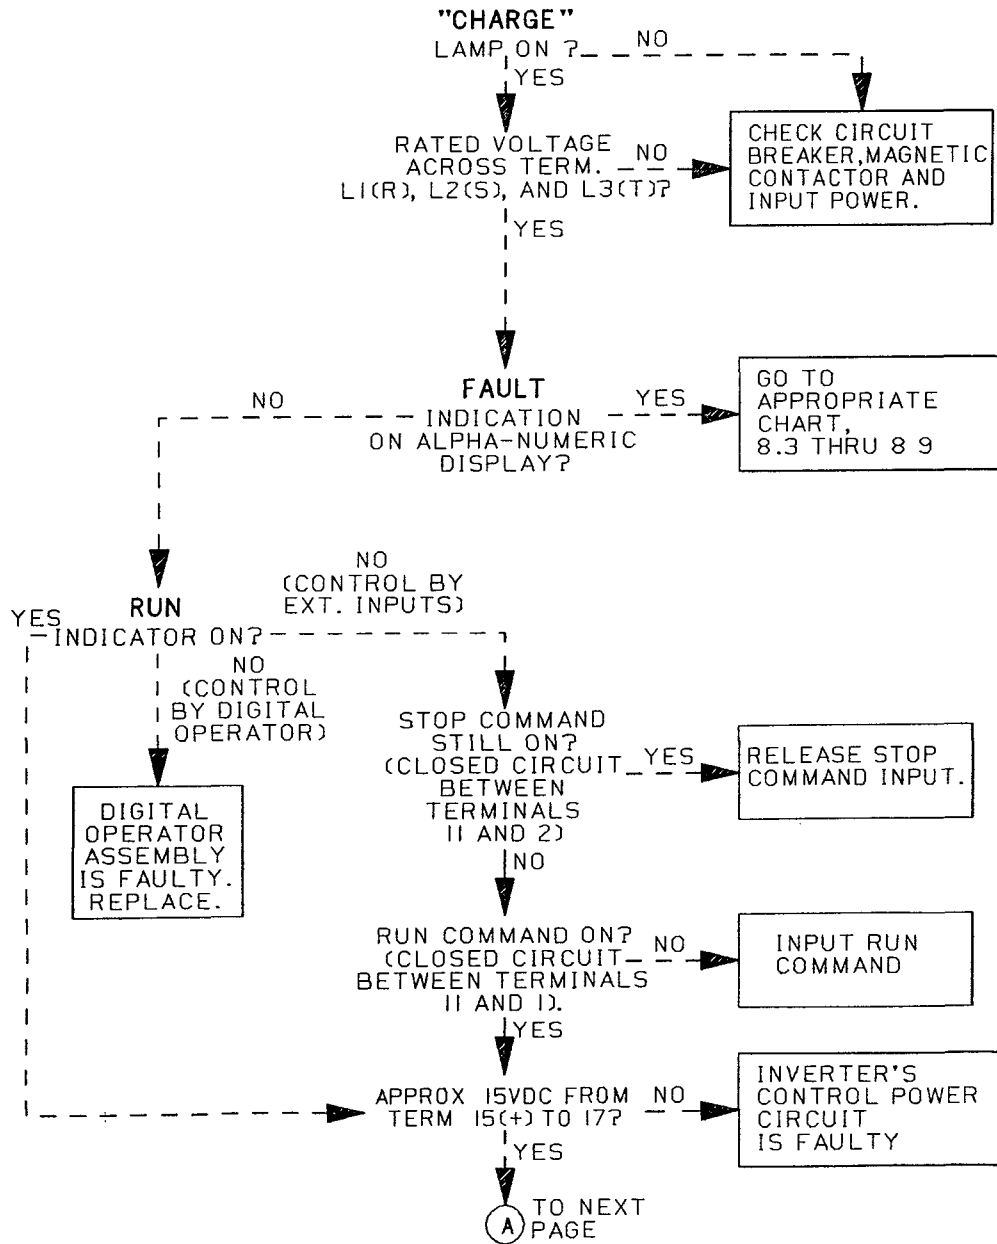 "CHARGE"
LAMP ON ?
NO
YES
RATED VOLTAGE
ACROSS TERM.
L1(R), L2(S), AND L3(T)?
NO
CHECK CIRCUIT
BREAKER,MAGNETIC
CONTACTOR AND
INPUT POWER.
YES
FAULT
INDICATION
ON ALPHA-NUMERIC
DISPLAY?
NO
YES
GO TO
APPROPRIATE
CHART,
8.3 THRU 8 9
RUN
INDICATOR ON?
YES
NO
(CONTROL BY
EXT. INPUTS)
NO
(CONTROL
BY DIGITAL
OPERATOR)
DIGITAL
OPERATOR
ASSEMBLY
IS FAULTY.
REPLACE.
STOP COMMAND
STILL ON?
(CLOSED CIRCUIT
BETWEEN
TERMINALS
11 AND 2)
YES
RELEASE STOP
COMMAND INPUT.
NO
RUN COMMAND ON?
(CLOSED CIRCUIT
BETWEEN TERMINALS
11 AND 1).
NO
INPUT RUN
COMMAND
YES
APPROX 15VDC FROM
TERM 15(+) TO 17?
NO
INVERTER'S
CONTROL POWER
CIRCUIT
IS FAULTY
YES
A
TO NEXT
PAGE